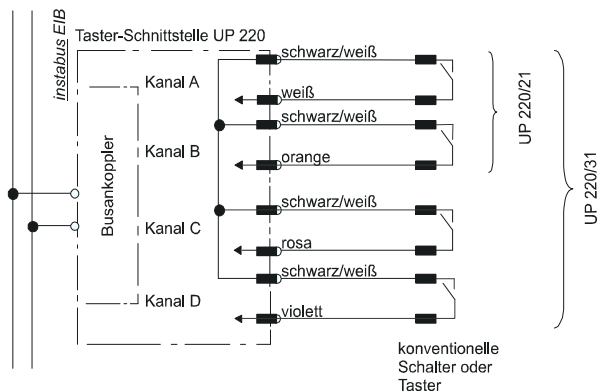 instabus EIB
Taster-Schnittstelle UP 220
Busankoppler
Kanal A
Kanal B
Kanal C
Kanal D
schwarz/weiß
weiß
schwarz/weiß
orange
schwarz/weiß
rosa
schwarz/weiß
violett
UP 220/21
UP 220/31
konventionelle
Schalter oder
Taster